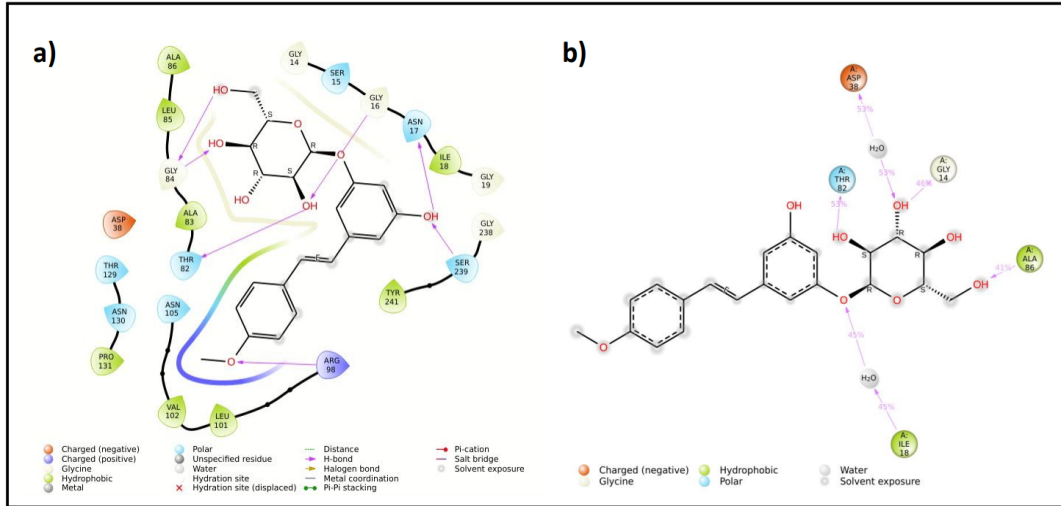 a)
ALA
86
LEU
85
GLY
84
ALA
83
ASP
38
THR
82
THR
129
ASN
130
PRO
131
ASN
105
VAL
102
LEU
101
ARG
98
TYR
241
SER
239
GLY
238
GLY
14
SER
15
GLY
16
ASN
17
ILE
18
GLY
19
HO
S
O
HO
R
R
O
R
S
HO
OH
OH
E
O
Charged (negative)
Charged (positive)
Glycine
Hydrophobic
Metal
Polar
Unspecified residue
Water
Hydration site
Hydration site (displaced)
Distance
H-bond
Halogen bond
Metal coordination
Pi-Pi stacking
Pi-cation
Salt bridge
Solvent exposure
b)
A:
ASP
38
53%
H₂O
53%
A:
THR
82
53%
A:
GLY
14
46%
OH
OH
HO
R
OH
S
R
A:
ALA
86
41%
OH
E
O
R
O
S
O
45%
H₂O
45%
A:
ILE
18
Charged (negative)
Glycine
Hydrophobic
Polar
Water
Solvent exposure